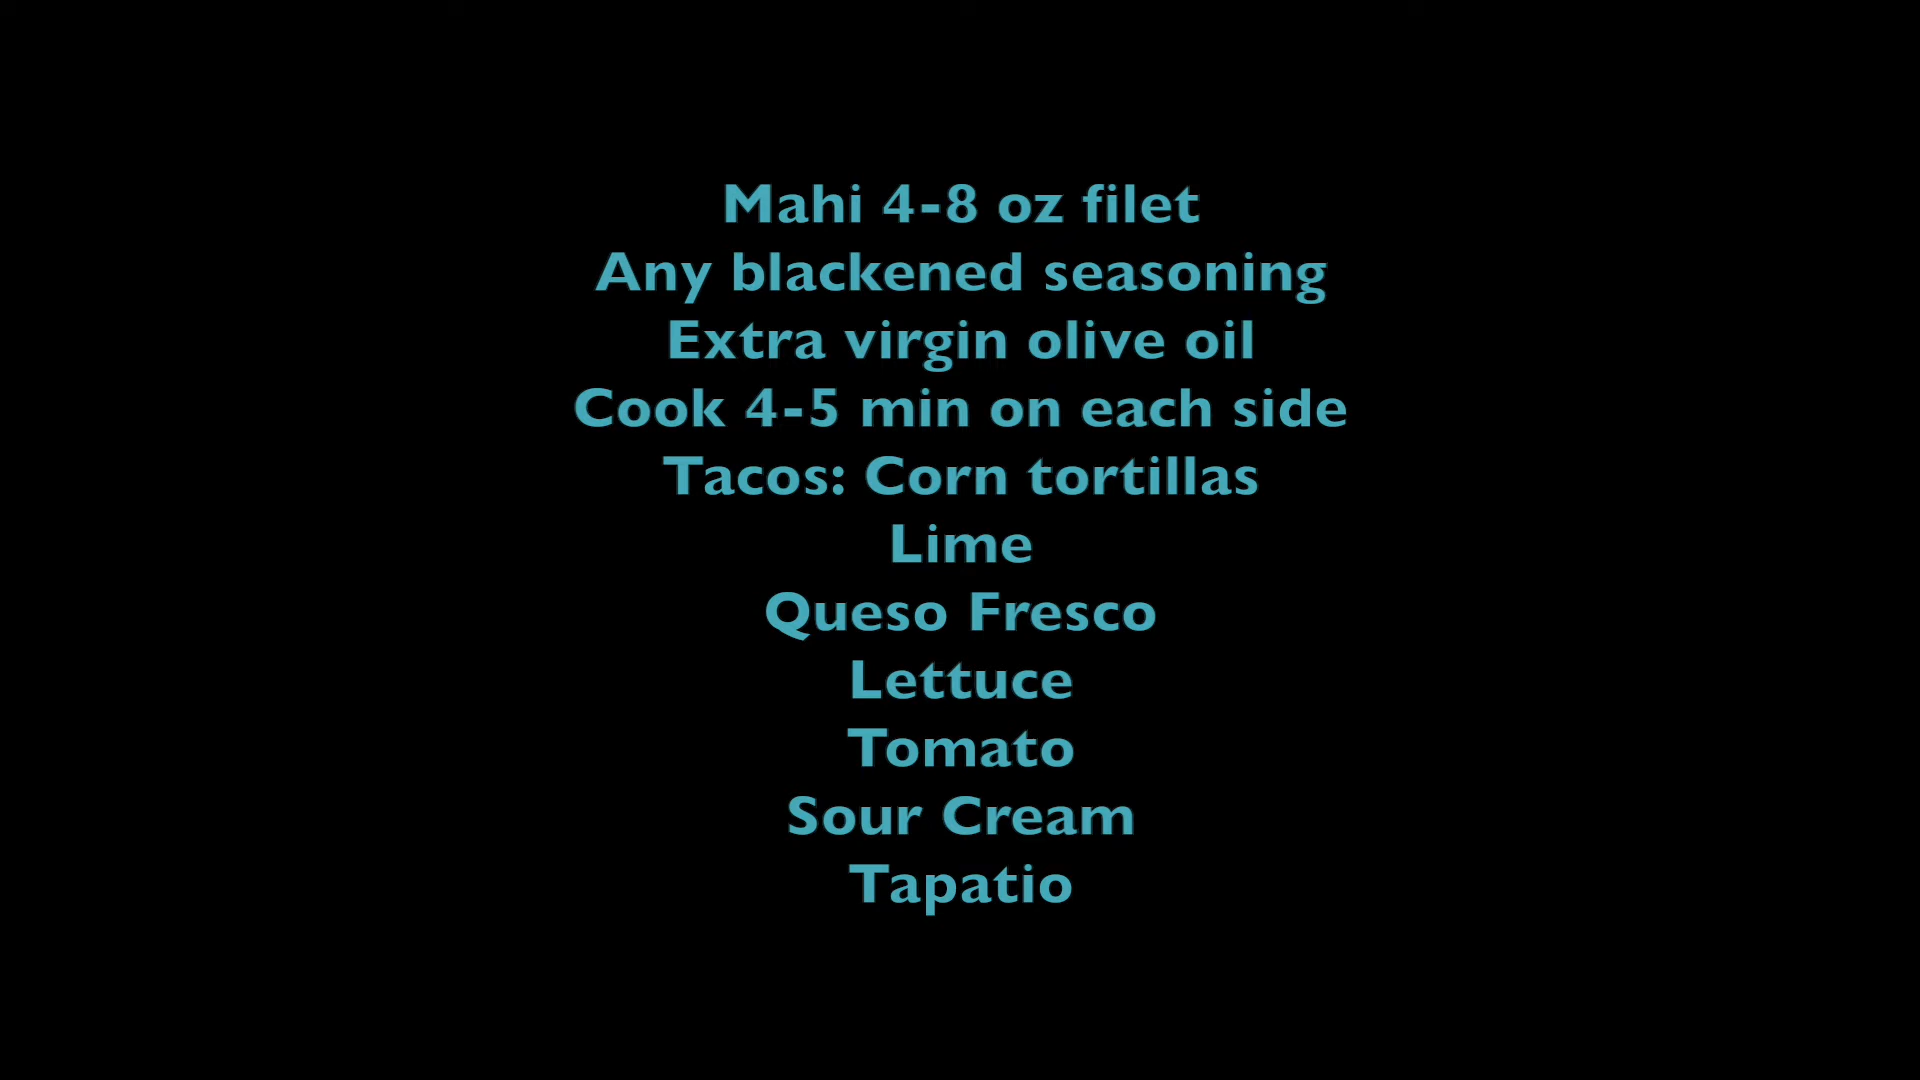 Mahi 4-8 oz filet
Any blackened seasoning
Extra virgin olive oil
Cook 4-5 min on each side
Tacos: Corn tortillas
Lime
Queso Fresco
Lettuce
Tomato
Sour Cream
Tapatio